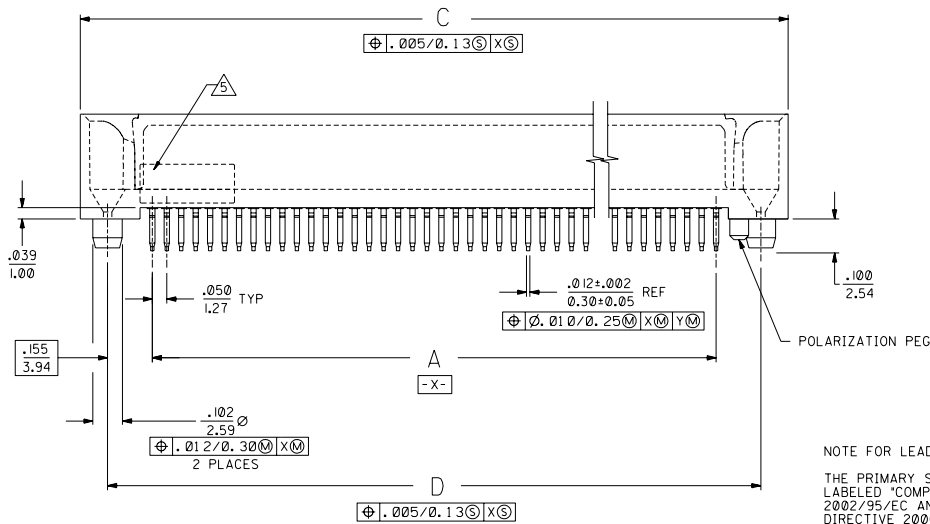 C
⌖ .005/0.13Ⓢ XⓈ
5
.039
1.00
.050
1.27 TYP
.012±.002
0.30±0.05 REF
⌖ Ø.010/0.25Ⓜ XⓂ YⓂ
.100
2.54
POLARIZATION PEG
.155
3.94
A
-X-
.102
2.59 Ø
⌖ .012/0.30Ⓜ XⓂ
2 PLACES
D
⌖ .005/0.13Ⓢ XⓈ
NOTE FOR LEAD
THE PRIMARY S
LABELED "COMP
2002/95/EC AN
DIRECTIVE 200